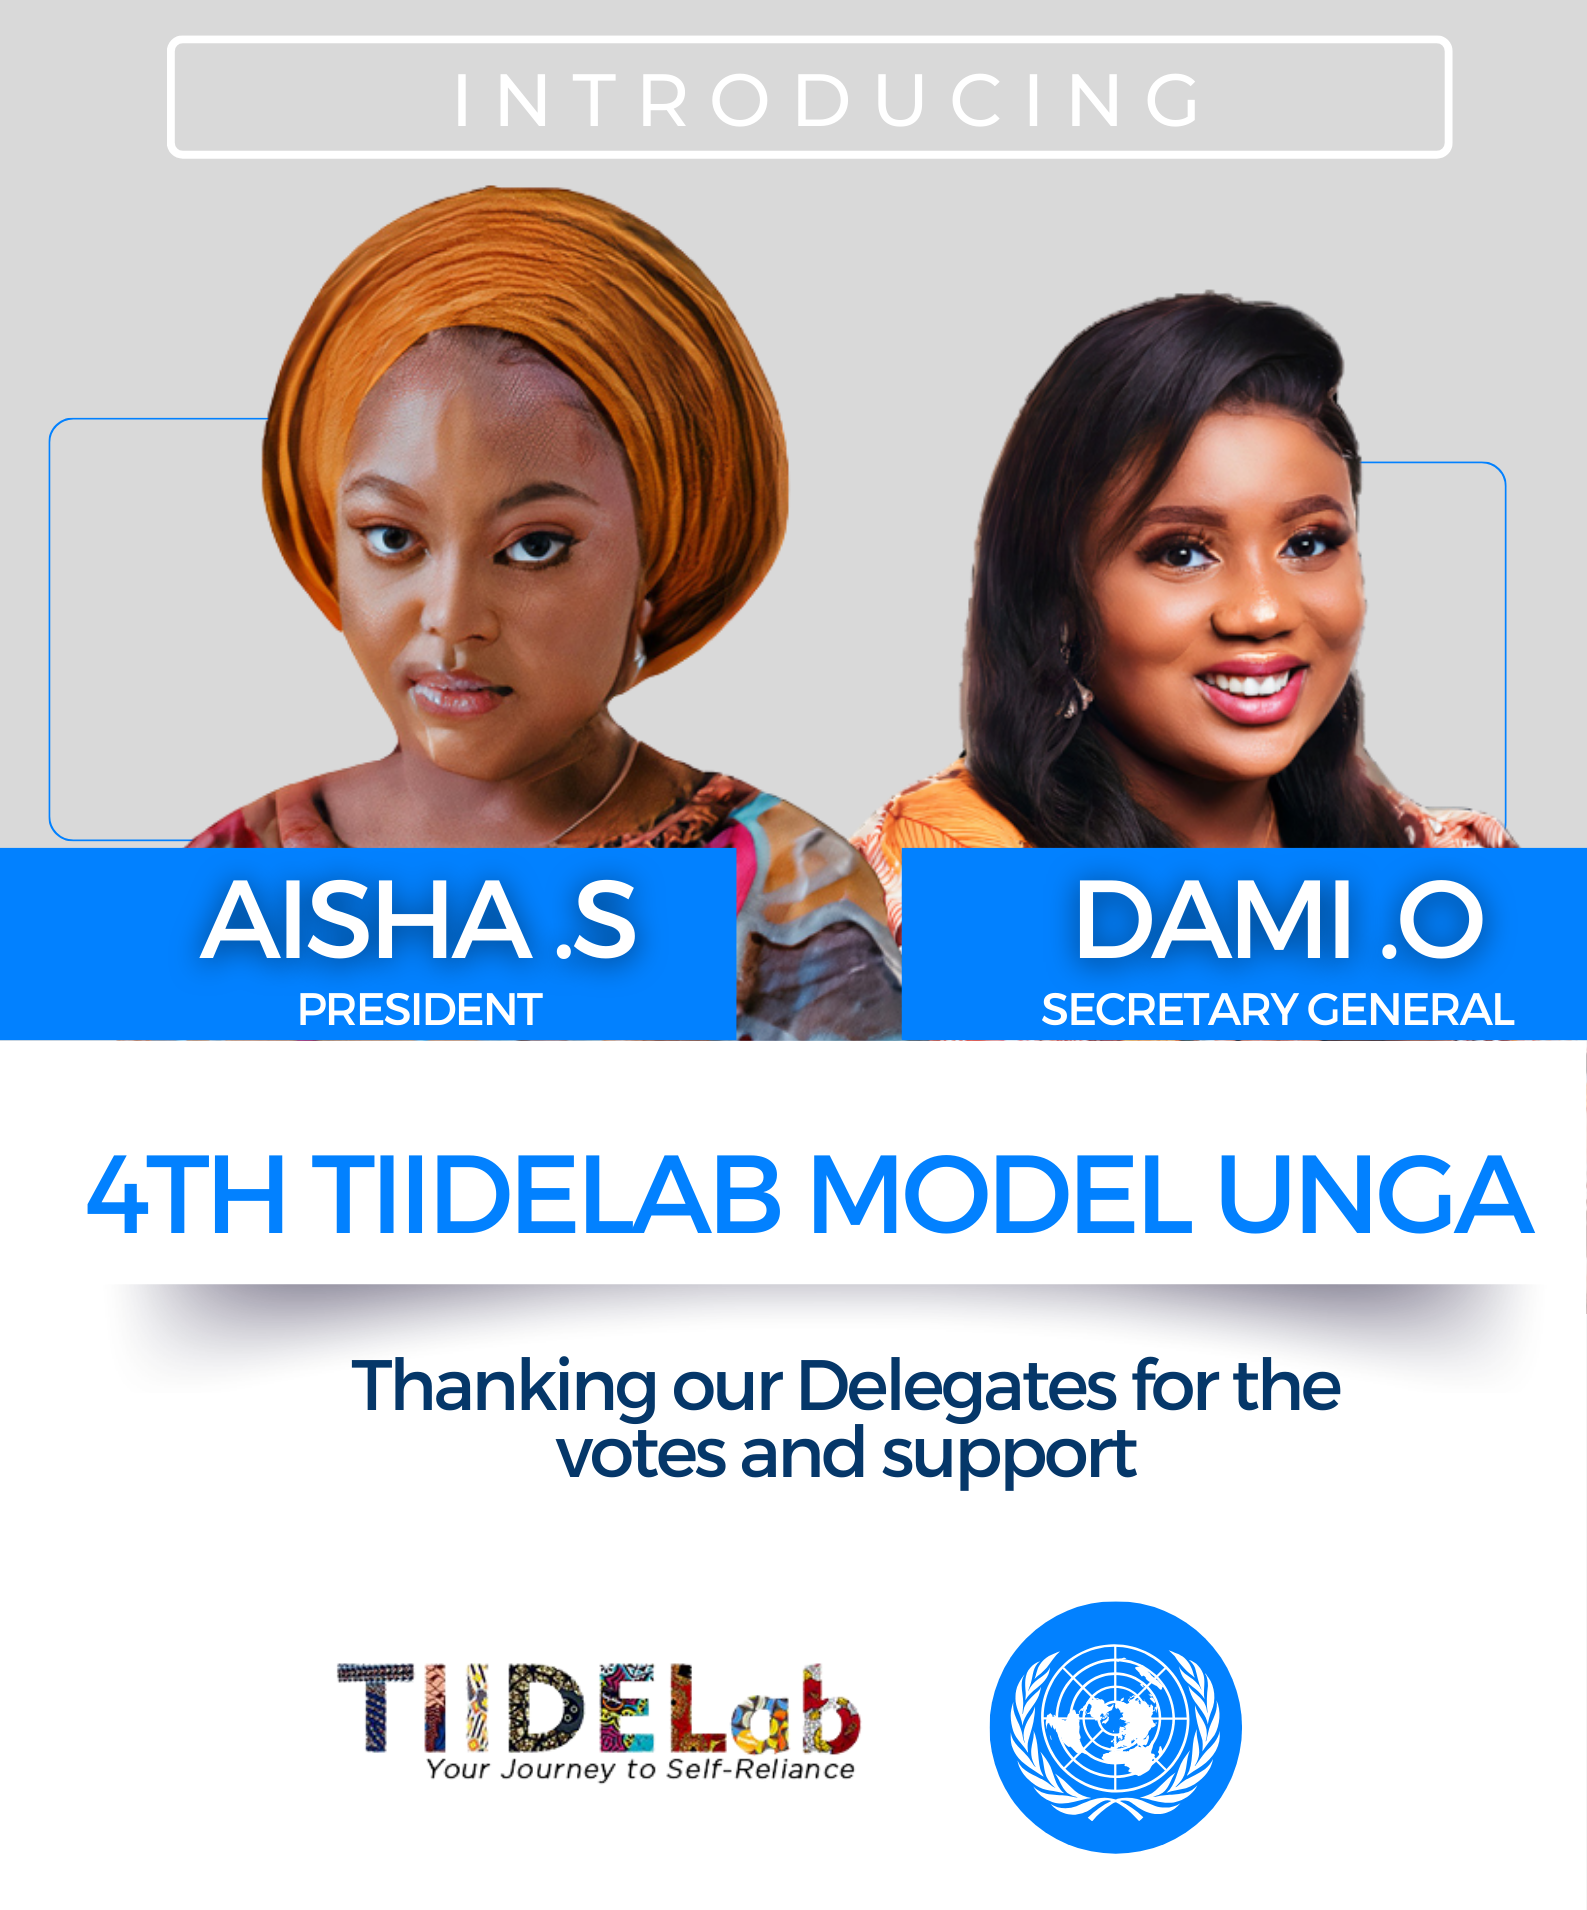 INTRODUCING
AISHA .S
PRESIDENT
DAMI .O
SECRETARY GENERAL
4TH TIIDELAB MODEL UNGA
Thanking our Delegates for the
votes and support
TIIDELab
Your Journey to Self-Reliance